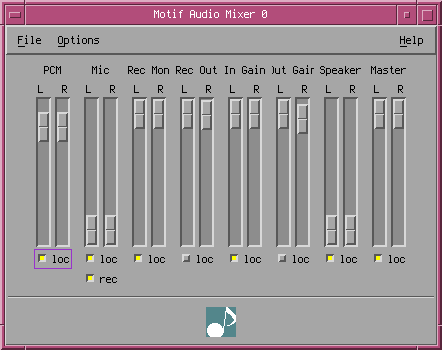 Motif Audio Mixer 0
File Options Help
PCM Mic Rec Mon Rec Out In Gain Out Gain Speaker Master
L R L R L R L R L R L R L R L R
loc loc loc loc loc loc loc loc
rec